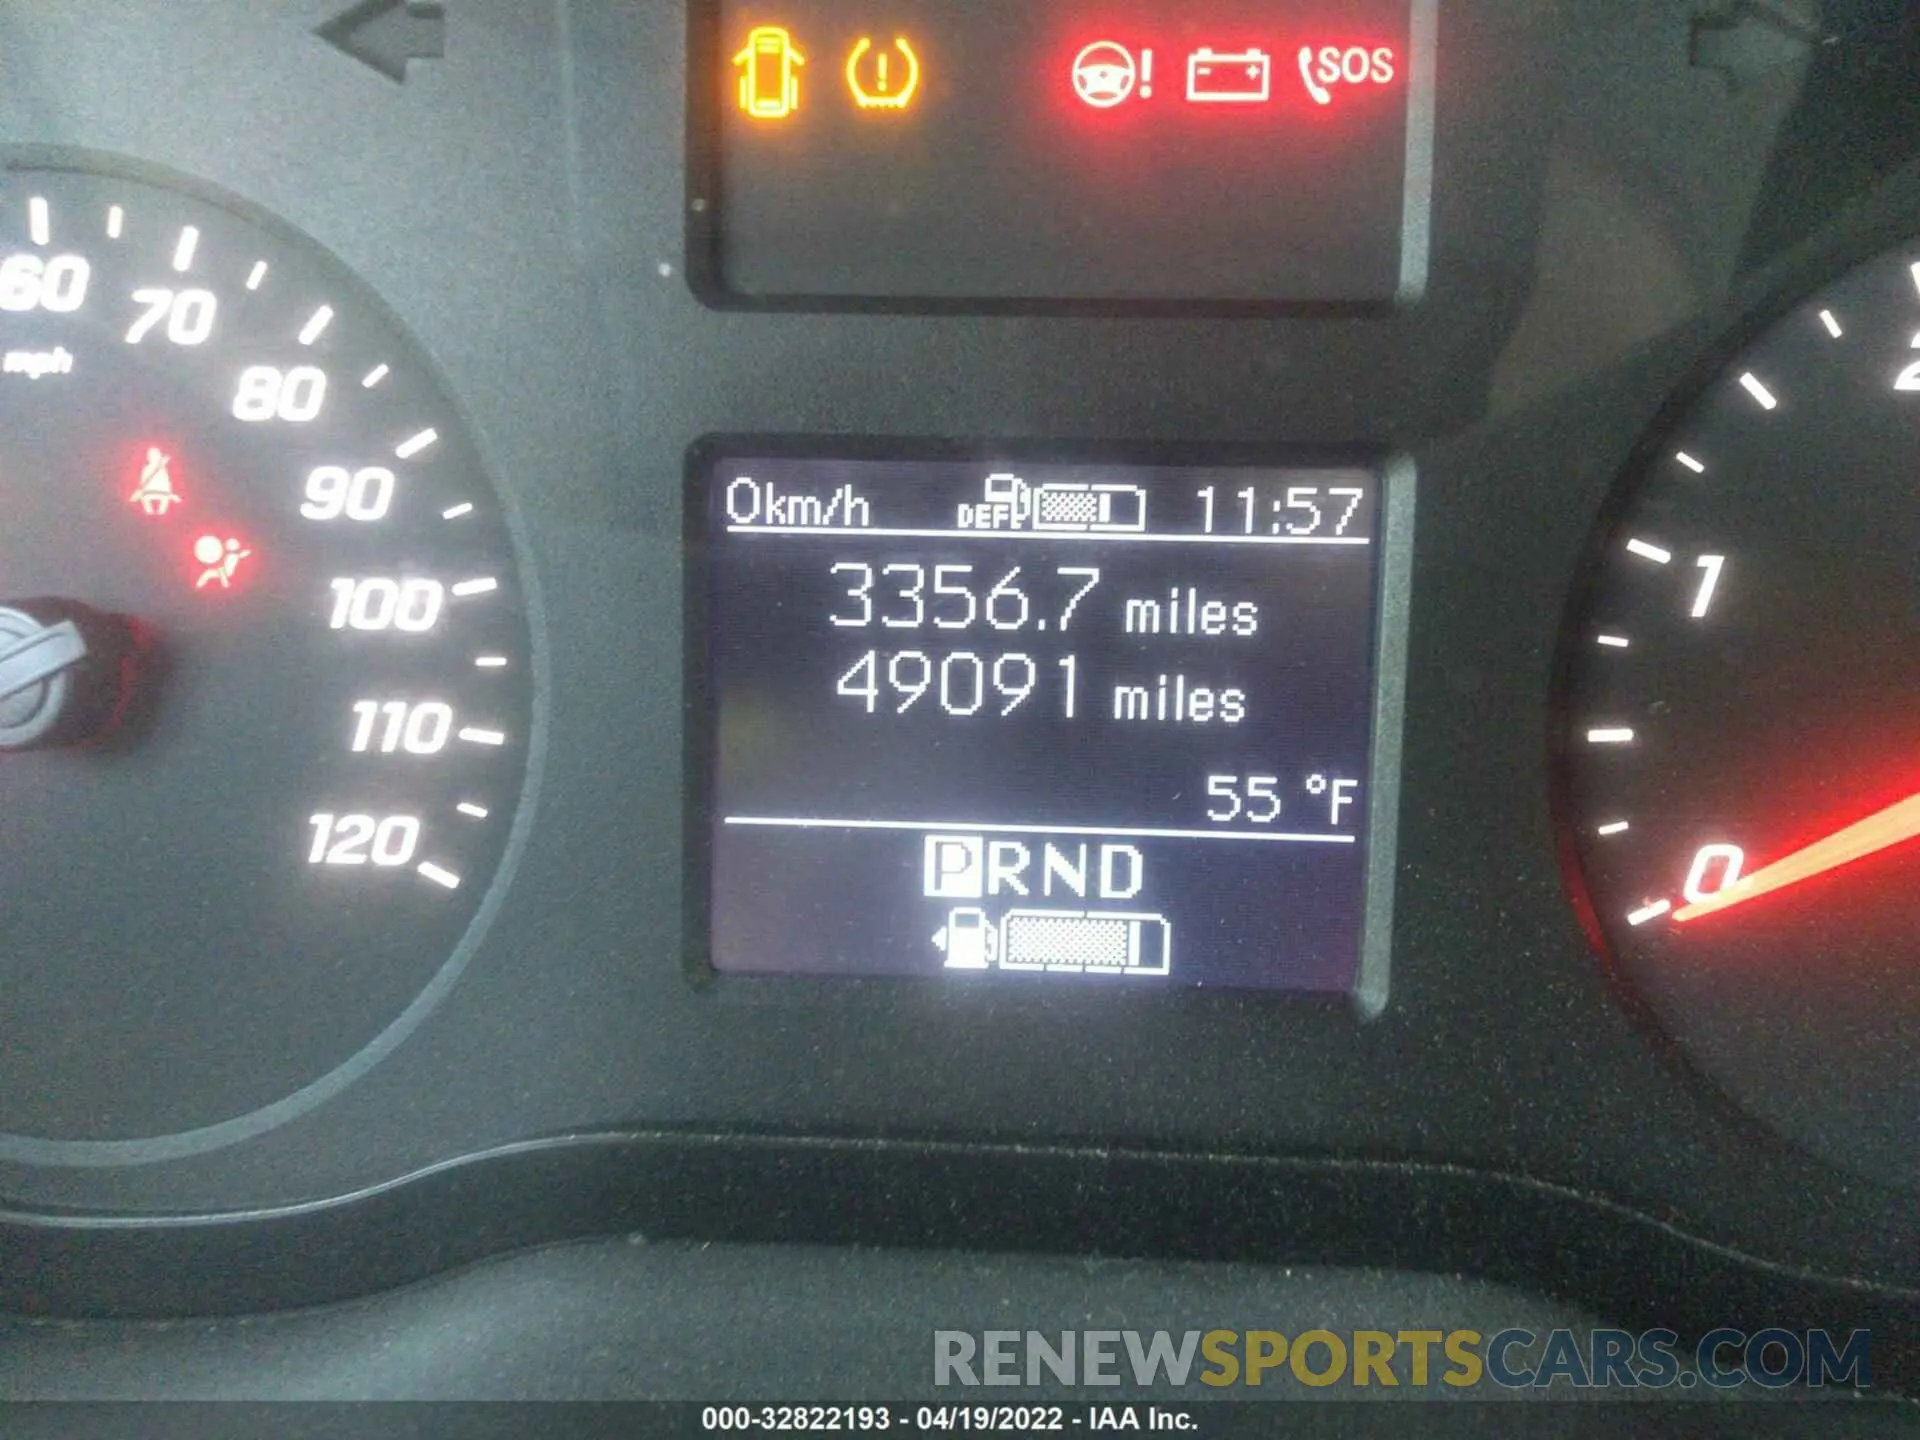 SOS
60
70
mph
80
90
100
110
120
0km/h DEF 11:57
3356.7 miles
49091 miles
55 °F
PRND
2
1
0
RENEWSPORTSCARS.COM
000-32822193 - 04/19/2022 - IAA Inc.